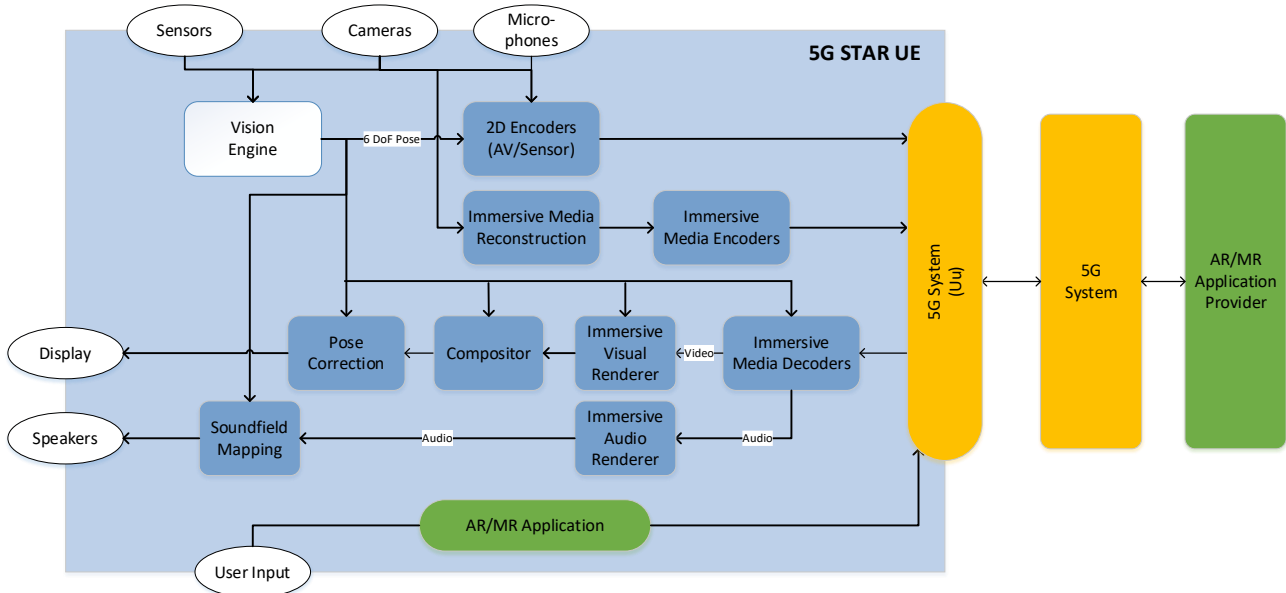 Sensors
Cameras
Micro-
phones
5G STAR UE
Vision
Engine
6 DoF Pose
2D Encoders
(AV/Sensor)
Immersive Media
Reconstruction
Immersive
Media Encoders
5G System
(Uu)
5G
System
AR/MR
Application
Provider
Display
Pose
Correction
Compositor
Immersive
Visual
Renderer
Video
Immersive
Media Decoders
Speakers
Soundfield
Mapping
Audio
Immersive
Audio
Renderer
Audio
AR/MR Application
User Input